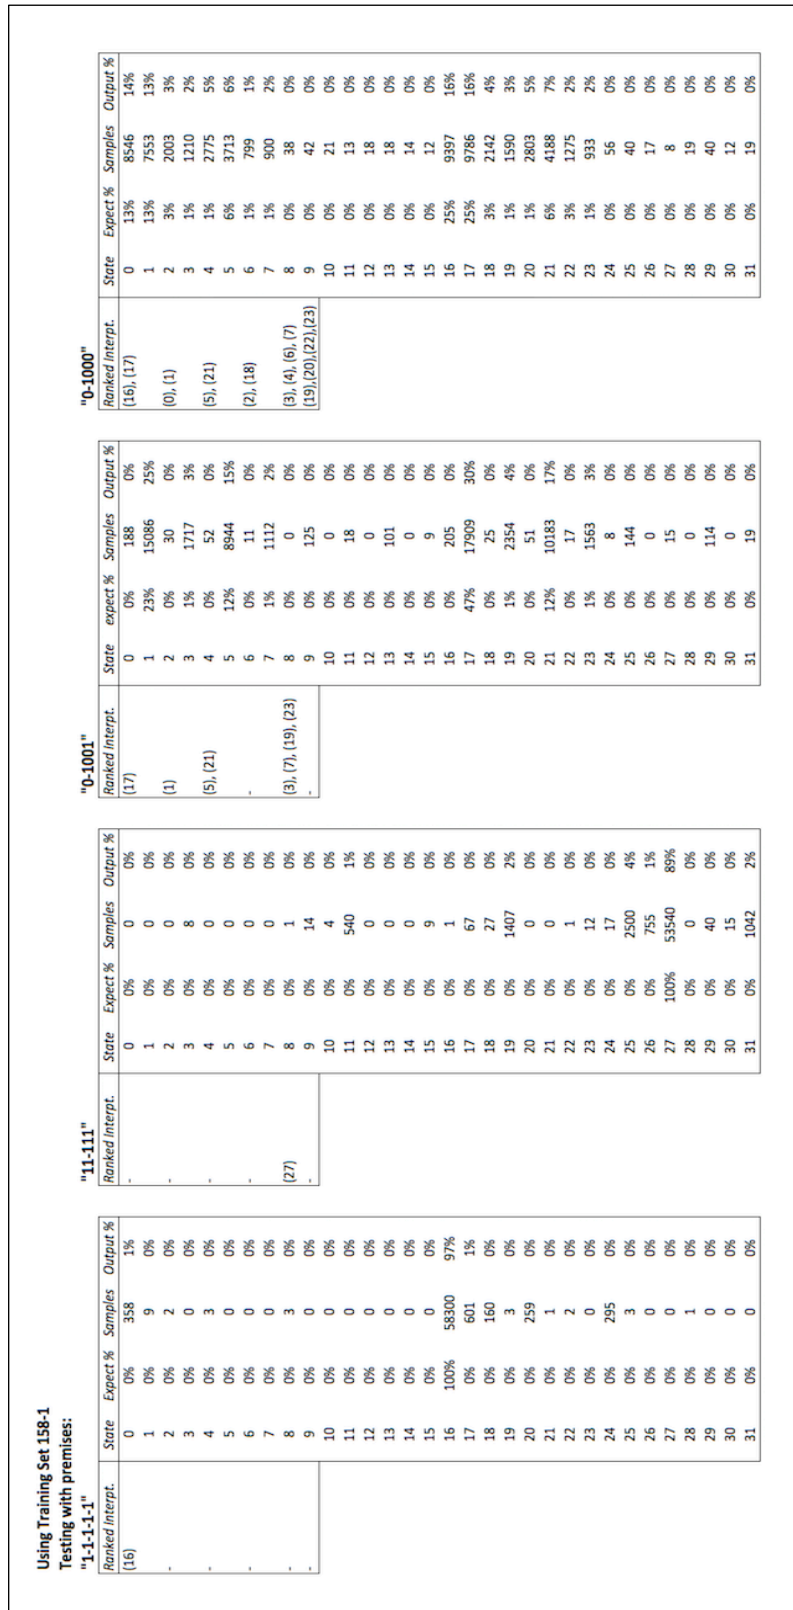 Using Training Set 158-1
Testing with premises:
"1-1-1-1-1"
Ranked Interpt. State Expect % Samples Output %
(16) 0 0% 358 1%
1 0% 9 0%
- 2 0% 2 0%
3 0% 0 0%
- 4 0% 3 0%
5 0% 0 0%
- 6 0% 0 0%
7 0% 0 0%
- 8 0% 3 0%
- 9 0% 0 0%
10 0% 0 0%
11 0% 0 0%
12 0% 0 0%
13 0% 0 0%
14 0% 0 0%
15 0% 0 0%
16 100% 58300 97%
17 0% 601 1%
18 0% 160 0%
19 0% 3 0%
20 0% 259 0%
21 0% 1 0%
22 0% 2 0%
23 0% 0 0%
24 0% 295 0%
25 0% 3 0%
26 0% 0 0%
27 0% 0 0%
28 0% 1 0%
29 0% 0 0%
30 0% 0 0%
31 0% 0 0%
"11-111"
Ranked Interpt. State Expect % Samples Output %
- 0 0% 0 0%
1 0% 0 0%
- 2 0% 0 0%
3 0% 8 0%
- 4 0% 0 0%
5 0% 0 0%
- 6 0% 0 0%
7 0% 0 0%
(27) 8 0% 1 0%
- 9 0% 14 0%
10 0% 4 0%
11 0% 540 1%
12 0% 0 0%
13 0% 0 0%
14 0% 0 0%
15 0% 9 0%
16 0% 1 0%
17 0% 67 0%
18 0% 27 0%
19 0% 1407 2%
20 0% 0 0%
21 0% 0 0%
22 0% 1 0%
23 0% 12 0%
24 0% 17 0%
25 0% 2500 4%
26 0% 755 1%
27 100% 53540 89%
28 0% 0 0%
29 0% 40 0%
30 0% 15 0%
31 0% 1042 2%
"0-1001"
Ranked Interpt. State expect % Samples Output %
(17) 0 0% 188 0%
1 23% 15086 25%
(1) 2 0% 30 0%
3 1% 1717 3%
(5), (21) 4 0% 52 0%
5 12% 8944 15%
- 6 0% 11 0%
7 1% 1112 2%
(3), (7), (19), (23) 8 0% 0 0%
- 9 0% 125 0%
10 0% 0 0%
11 0% 18 0%
12 0% 0 0%
13 0% 101 0%
14 0% 0 0%
15 0% 9 0%
16 0% 205 0%
17 47% 17909 30%
18 0% 25 0%
19 1% 2354 4%
20 0% 51 0%
21 12% 10183 17%
22 0% 17 0%
23 1% 1563 3%
24 0% 8 0%
25 0% 144 0%
26 0% 0 0%
27 0% 15 0%
28 0% 0 0%
29 0% 114 0%
30 0% 0 0%
31 0% 19 0%
"0-1000"
Ranked Interpt. State Expect % Samples Output %
(16), (17) 0 13% 8546 14%
1 13% 7553 13%
(0), (1) 2 3% 2003 3%
3 1% 1210 2%
(5), (21) 4 1% 2775 5%
5 6% 3713 6%
(2), (18) 6 1% 799 1%
7 1% 900 2%
(3), (4), (6), (7) 8 0% 38 0%
(19),(20),(22),(23) 9 0% 42 0%
10 0% 21 0%
11 0% 13 0%
12 0% 18 0%
13 0% 18 0%
14 0% 14 0%
15 0% 12 0%
16 25% 9397 16%
17 25% 9786 16%
18 3% 2142 4%
19 1% 1590 3%
20 1% 2803 5%
21 6% 4188 7%
22 3% 1275 2%
23 1% 933 2%
24 0% 56 0%
25 0% 40 0%
26 0% 17 0%
27 0% 8 0%
28 0% 19 0%
29 0% 40 0%
30 0% 12 0%
31 0% 19 0%